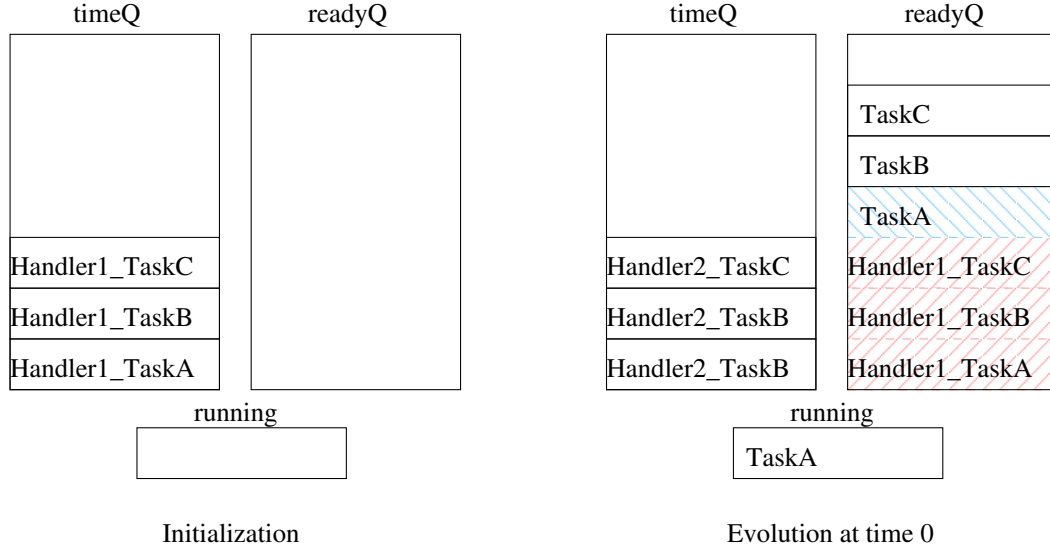 timeQ
readyQ
Handler1_TaskC
Handler1_TaskB
Handler1_TaskA
running
Initialization
timeQ
readyQ
Handler2_TaskC
Handler2_TaskB
Handler2_TaskB
TaskC
TaskB
TaskA
Handler1_TaskC
Handler1_TaskB
Handler1_TaskA
running
TaskA
Evolution at time 0